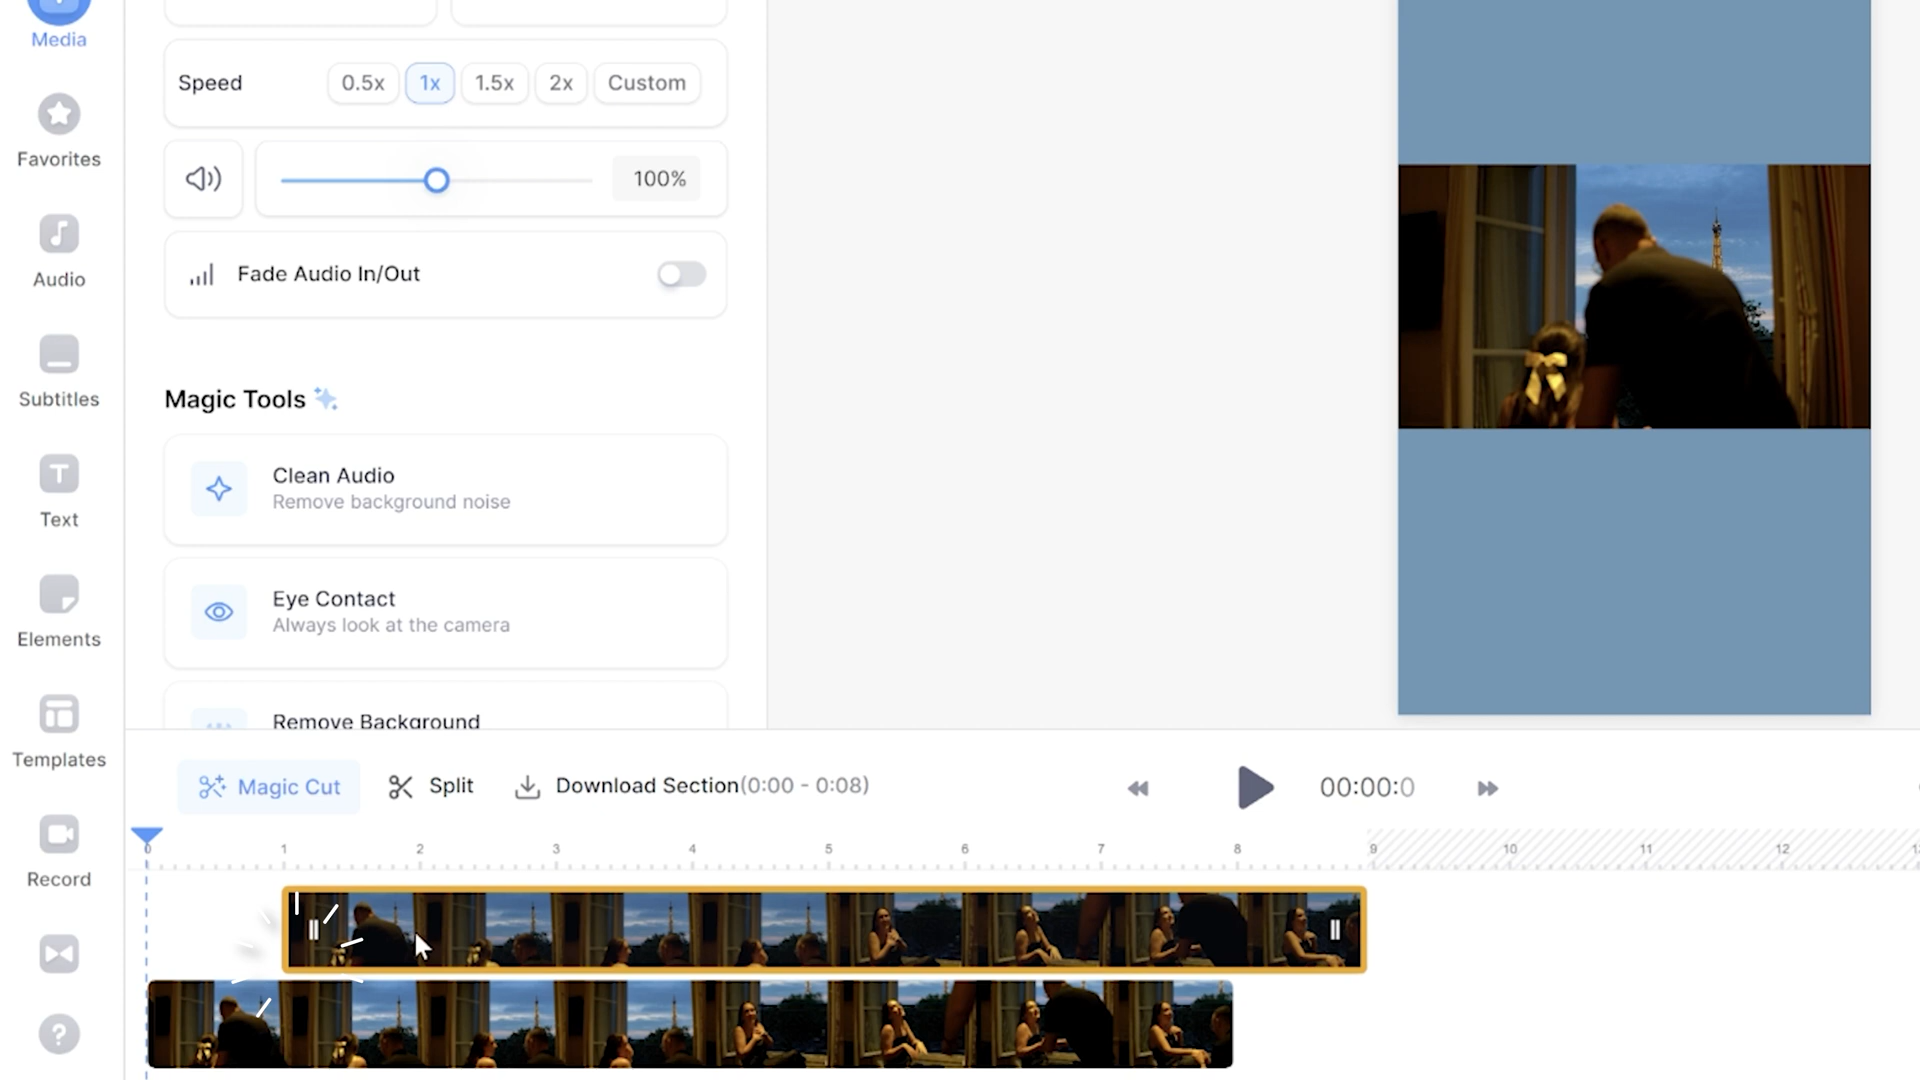 Media
Favorites
Audio
Subtitles
Text
Elements
Templates
Record
Speed 0.5x 1x 1.5x 2x Custom
100%
Fade Audio In/Out
Magic Tools
Clean Audio
Remove background noise
Eye Contact
Always look at the camera
Remove Background
Magic Cut Split Download Section(0:00 - 0:08) 00:00:0
0 1 2 3 4 5 6 7 8 9 10 11 12